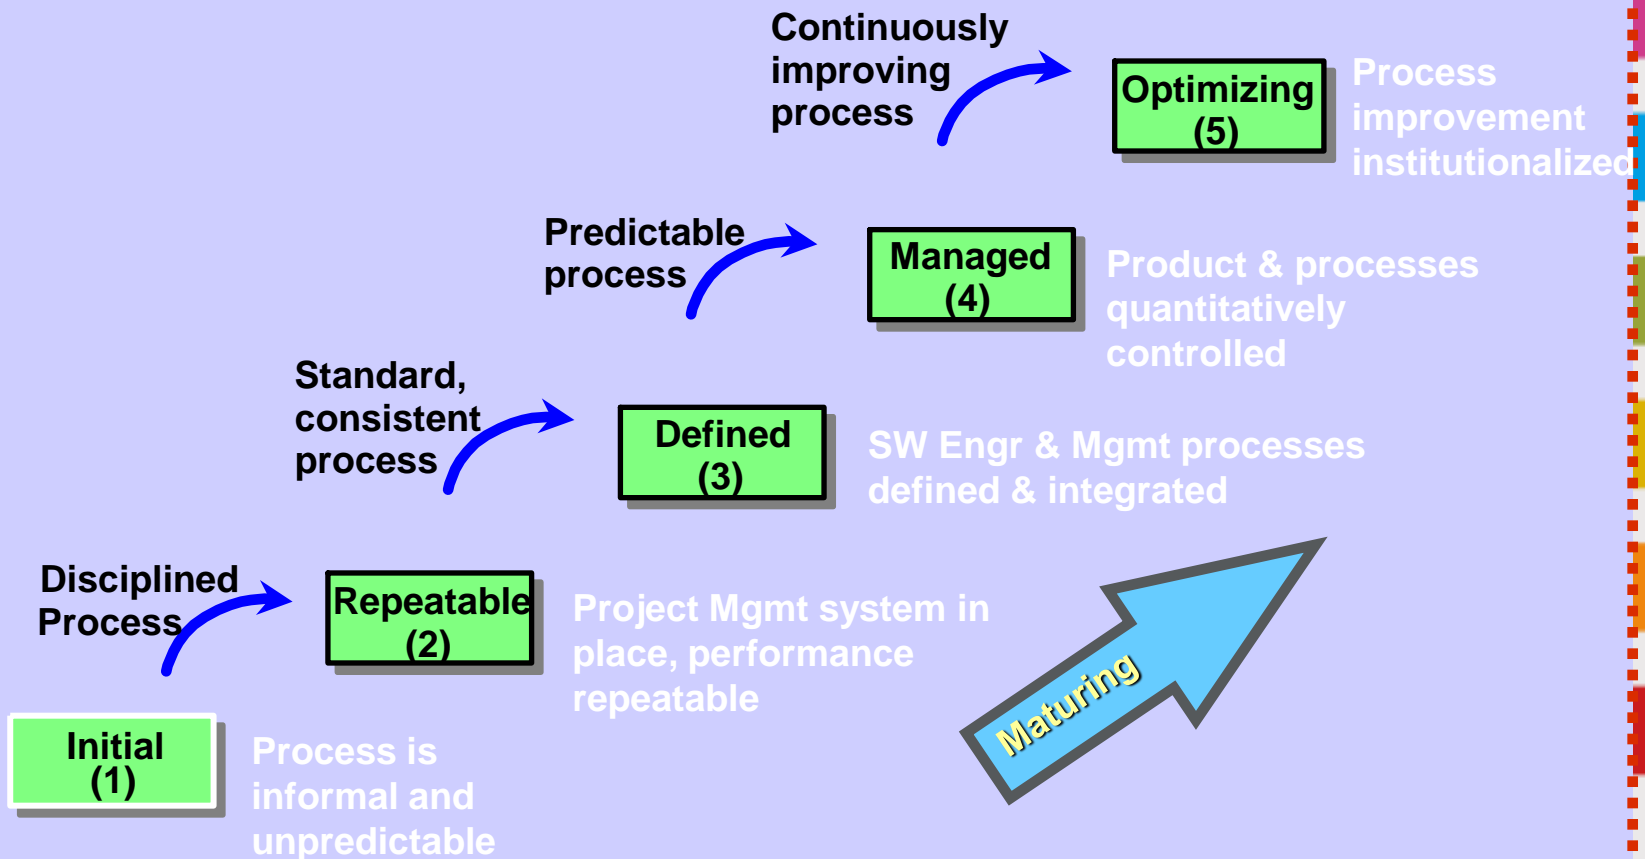 Continuously
improving
process
Optimizing
(5)
Process
improvement
institutionalized
Predictable
process
Managed
(4)
Product & processes
quantitatively
controlled
Standard,
consistent
process
Defined
(3)
SW Engr & Mgmt processes
defined & integrated
Disciplined
Process
Repeatable
(2)
Project Mgmt system in
place, performance
repeatable
Maturing
Initial
(1)
Process is
informal and
unpredictable